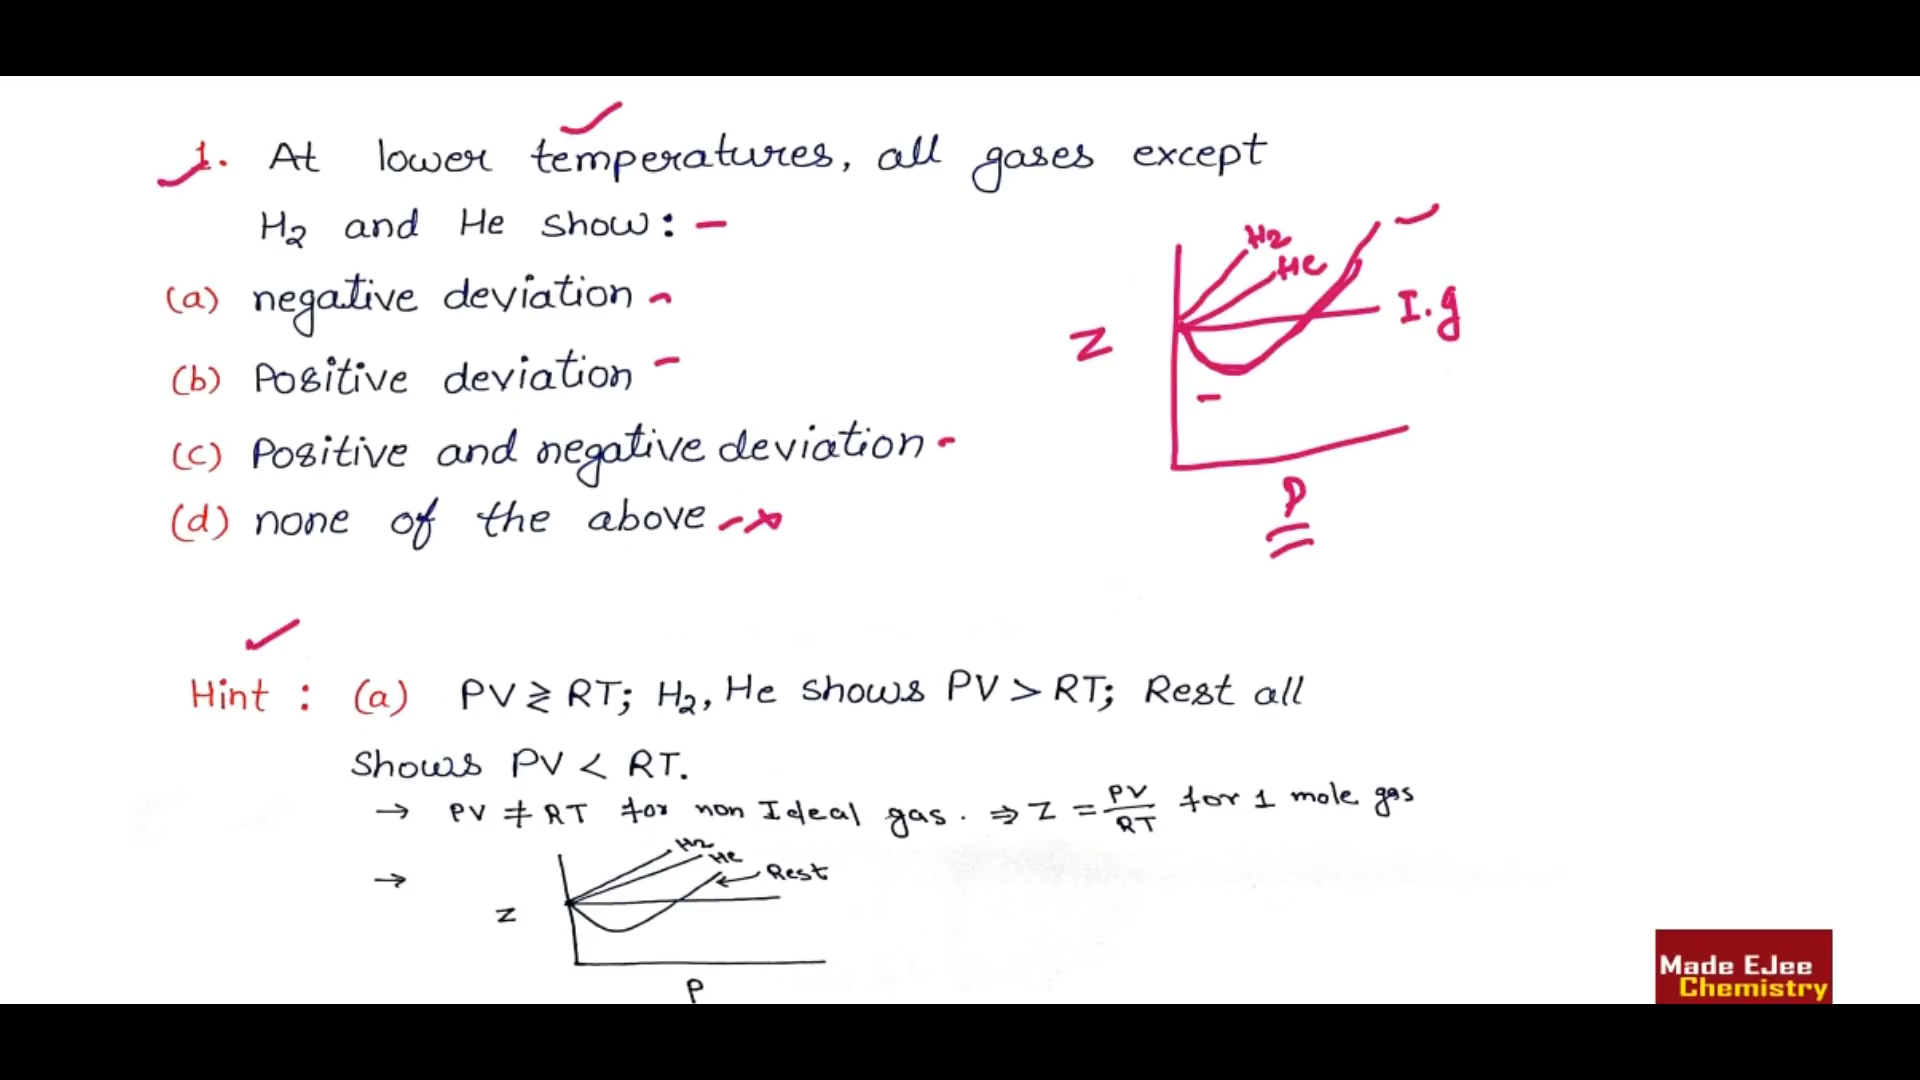 1. At lower temperatures, all gases except
H₂ and He show: -
(a) negative deviation -
(b) Positive deviation -
(c) Positive and negative deviation -
(d) none of the above - x
H2
He
I.g
Z
-
P
Hint : (a) PV ≷ RT; H₂, He shows PV > RT; Rest all
Shows PV < RT.
→ PV ≠ RT for non Ideal gas. ⇒ Z = PV/RT for 1 mole gas
→
H2
He
Rest
Z
P
Made EJee
Chemistry